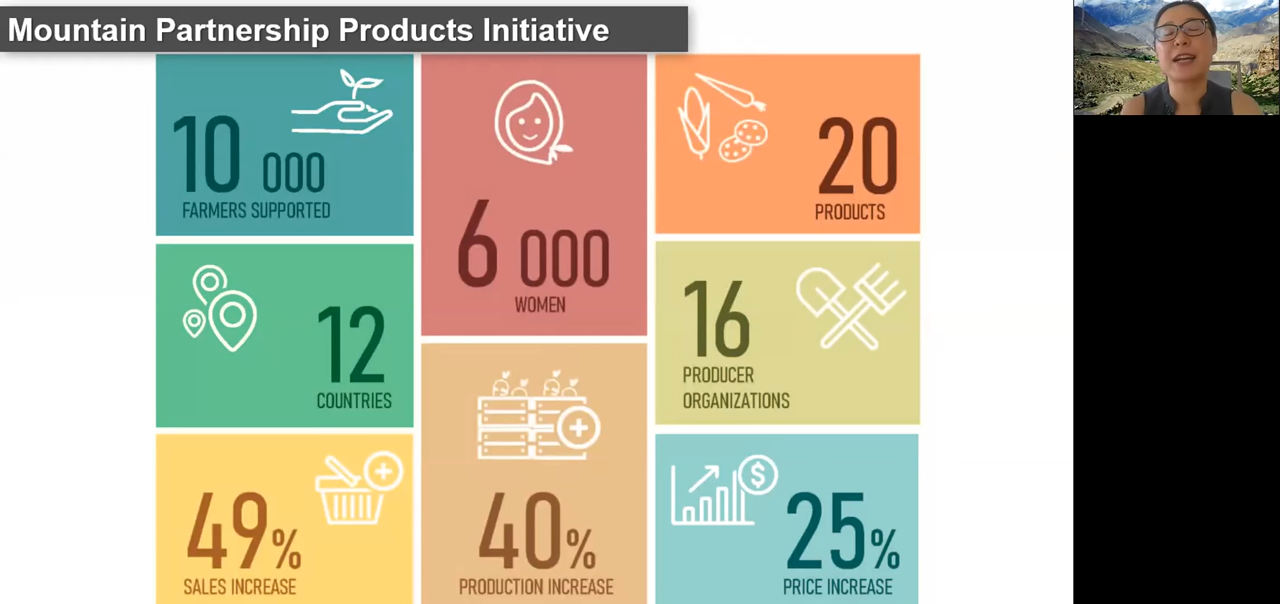 Mountain Partnership Products Initiative
10 000
FARMERS SUPPORTED
6 000
WOMEN
20
PRODUCTS
12
COUNTRIES
16
PRODUCER
ORGANIZATIONS
49%
SALES INCREASE
40%
PRODUCTION INCREASE
$
25%
PRICE INCREASE